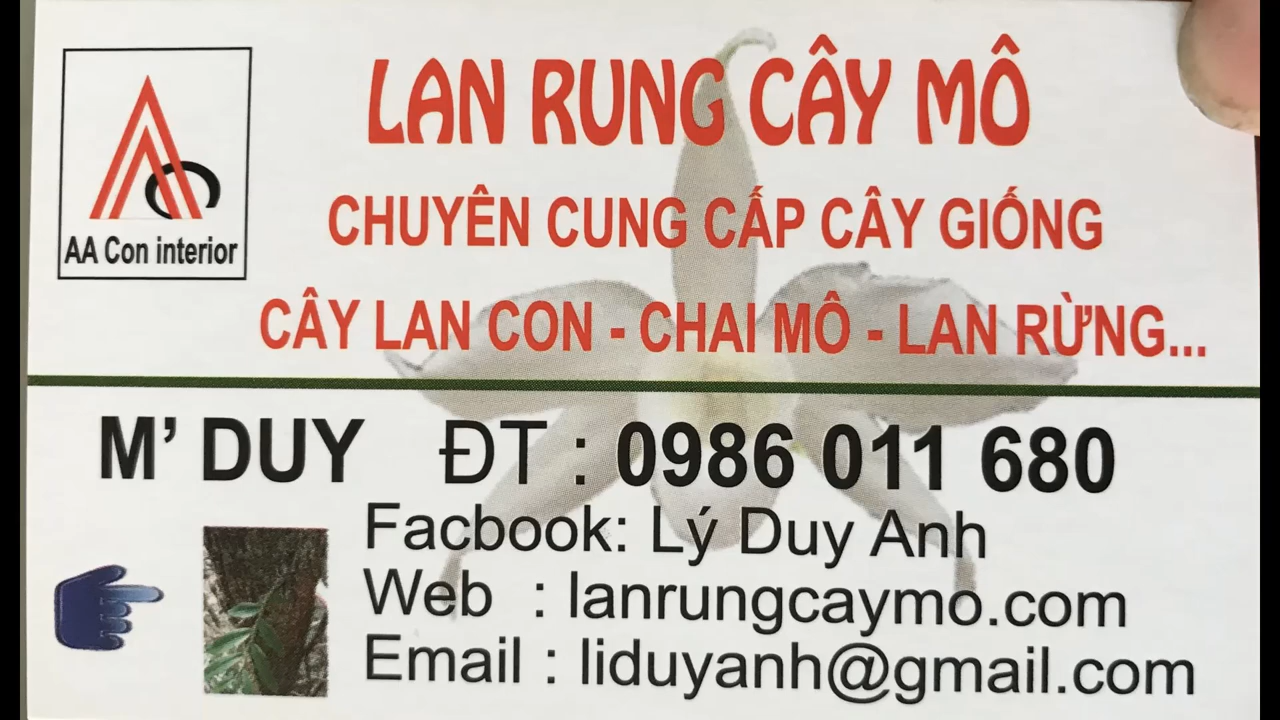 AA Con interior
LAN RUNG CÂY MÔ
CHUYÊN CUNG CẤP CÂY GIỐNG
CÂY LAN CON - CHAI MÔ - LAN RỪNG...
M' DUY ĐT : 0986 011 680
Facbook: Lý Duy Anh
Web : lanrungcaymo.com
Email : liduyanh@gmail.com